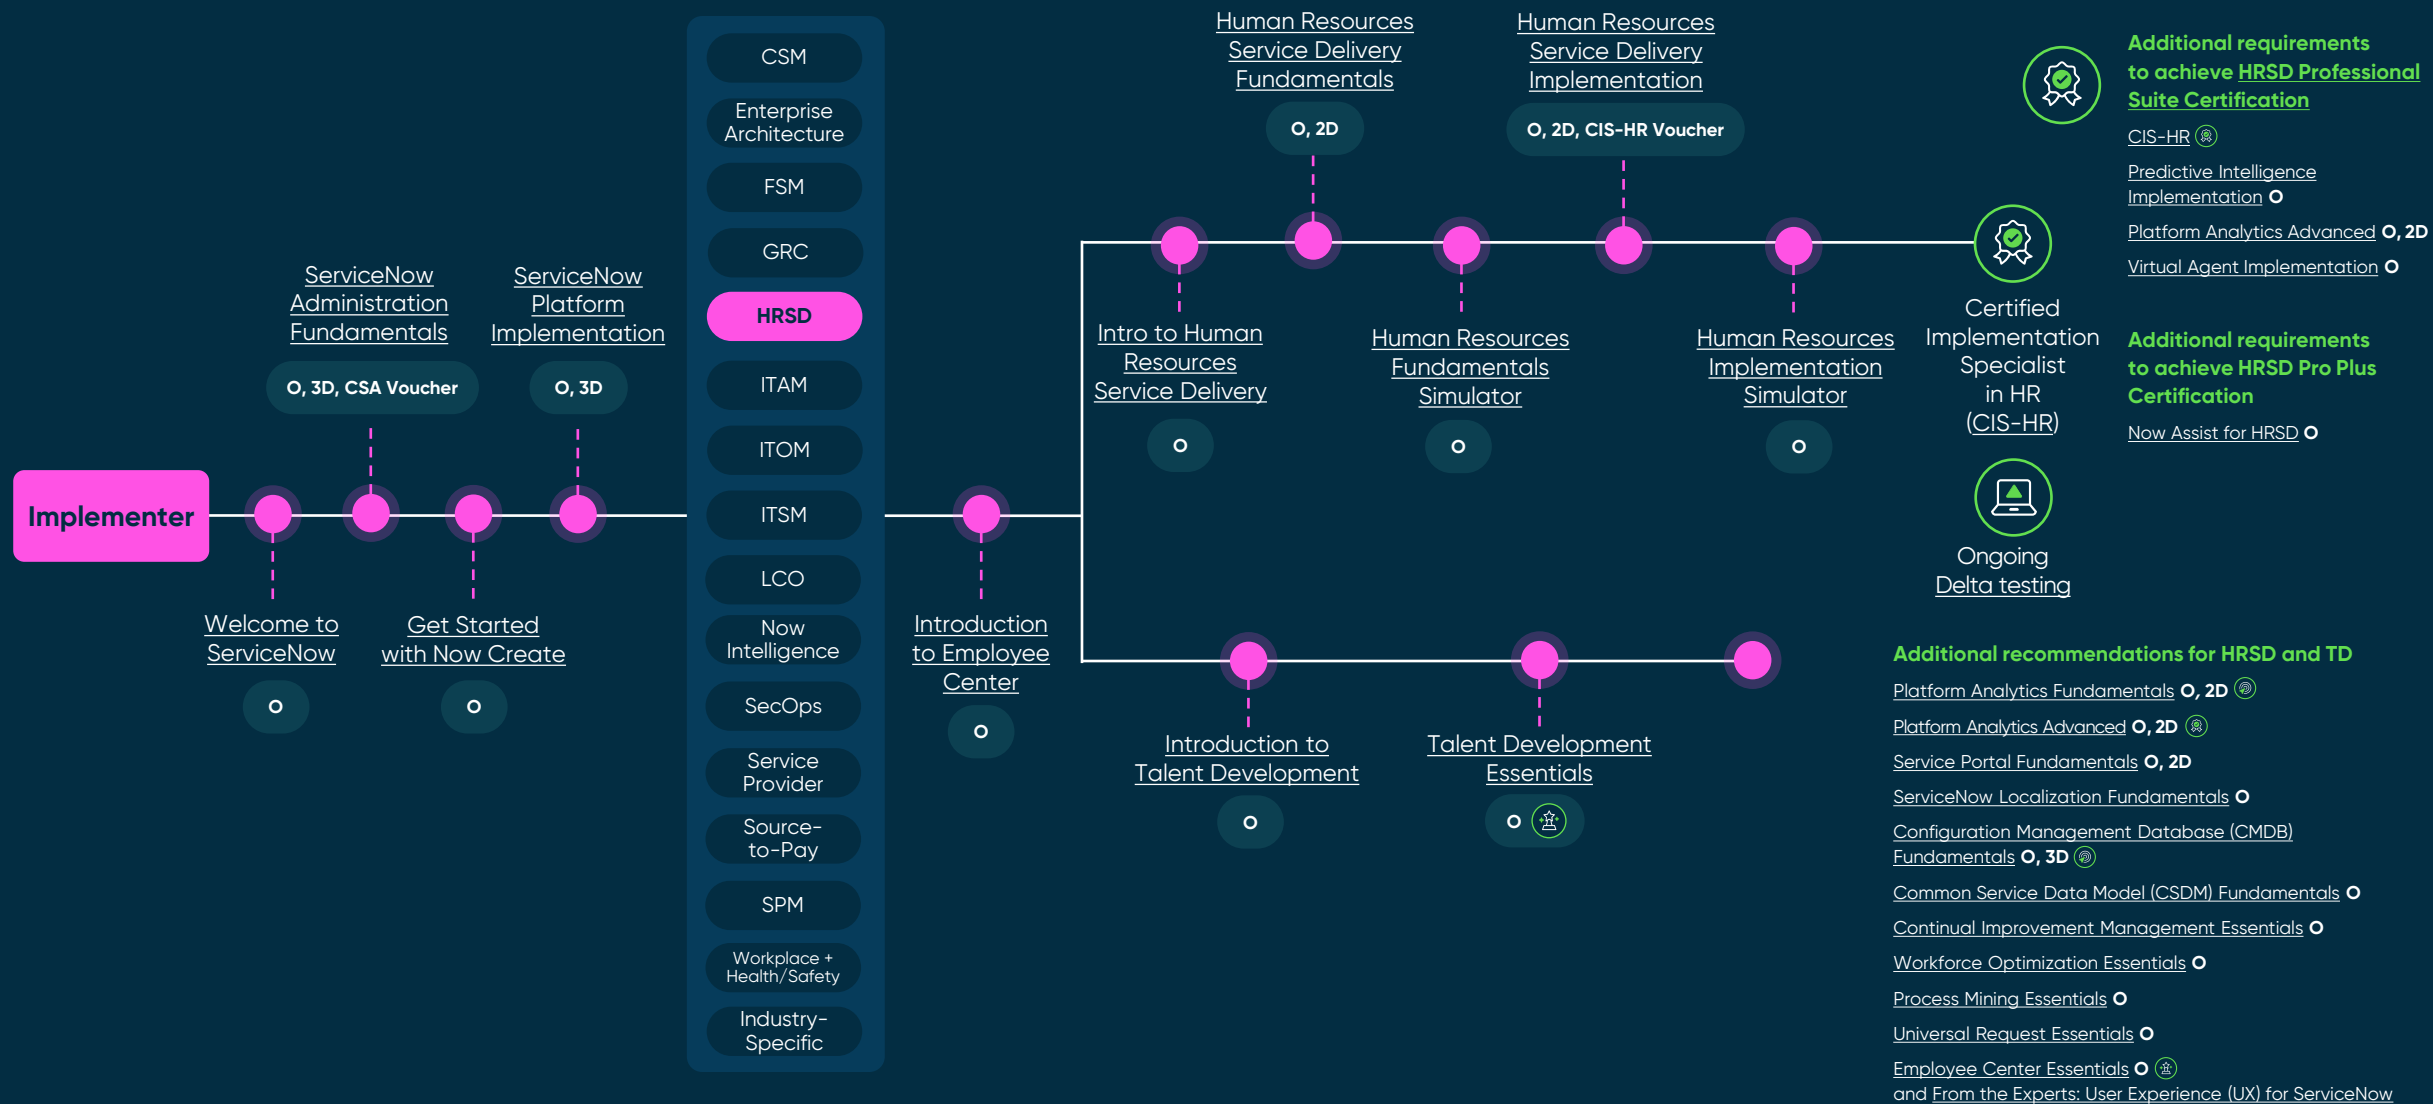 Implementer
Welcome to
ServiceNow
O
ServiceNow
Administration
Fundamentals
O, 3D, CSA Voucher
Get Started
with Now Create
O
ServiceNow
Platform
Implementation
O, 3D
CSM
Enterprise
Architecture
FSM
GRC
HRSD
ITAM
ITOM
ITSM
LCO
Now
Intelligence
SecOps
Service
Provider
Source-
to-Pay
SPM
Workplace +
Health/Safety
Industry-
Specific
Introduction
to Employee
Center
O
Intro to Human
Resources
Service Delivery
O
Human Resources
Service Delivery
Fundamentals
O, 2D
Human Resources
Fundamentals
Simulator
O
Human Resources
Service Delivery
Implementation
O, 2D, CIS-HR Voucher
Human Resources
Implementation
Simulator
O
Certified
Implementation
Specialist
in HR
(CIS-HR)
Ongoing
Delta testing
Introduction to
Talent Development
O
Talent Development
Essentials
O
Additional requirements
to achieve HRSD Professional
Suite Certification
CIS-HR
Predictive Intelligence
Implementation O
Platform Analytics Advanced O, 2D
Virtual Agent Implementation O
Additional requirements
to achieve HRSD Pro Plus
Certification
Now Assist for HRSD O
Additional recommendations for HRSD and TD
Platform Analytics Fundamentals O, 2D
Platform Analytics Advanced O, 2D
Service Portal Fundamentals O, 2D
ServiceNow Localization Fundamentals O
Configuration Management Database (CMDB)
Fundamentals O, 3D
Common Service Data Model (CSDM) Fundamentals O
Continual Improvement Management Essentials O
Workforce Optimization Essentials O
Process Mining Essentials O
Universal Request Essentials O
Employee Center Essentials O
and From the Experts: User Experience (UX) for ServiceNow